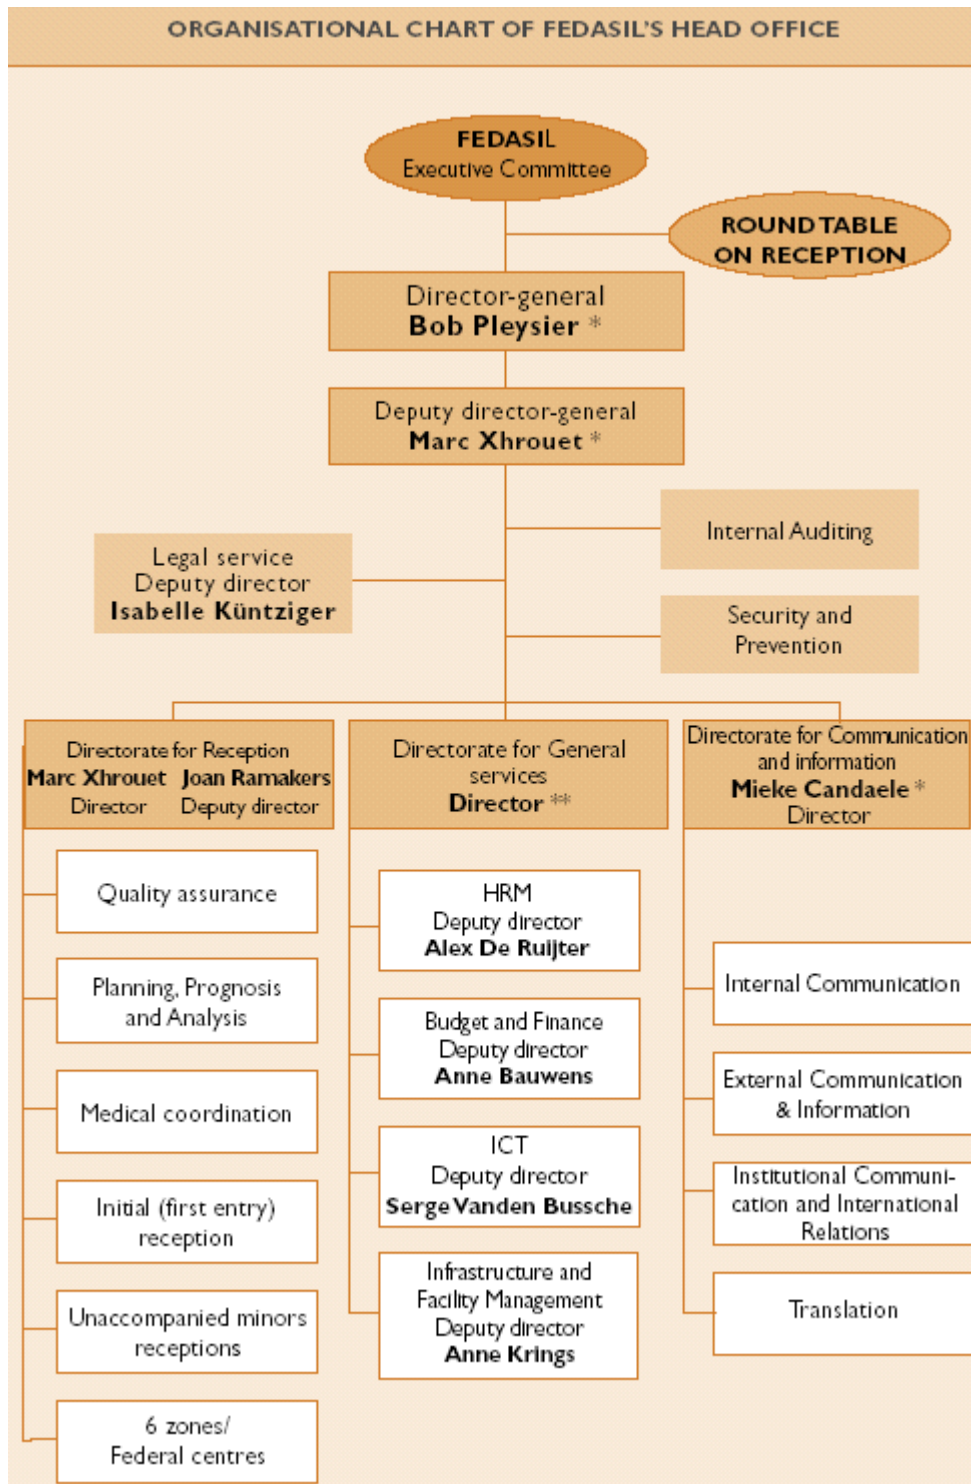 ORGANISATIONAL CHART OF FEDASIL'S HEAD OFFICE
FEDASIL
Executive Committee
ROUND TABLE
ON RECEPTION
Director-general
Bob Pleysier *
Deputy director-general
Marc Xhrouet *
Internal Auditing
Legal service
Deputy director
Isabelle Küntziger
Security and
Prevention
Directorate for Reception
Marc Xhrouet Joan Ramakers
Director Deputy director
Quality assurance
Planning, Prognosis
and Analysis
Medical coordination
Initial (first entry)
reception
Unaccompanied minors
receptions
6 zones/
Federal centres
Directorate for General
services
Director **
HRM
Deputy director
Alex De Ruijter
Budget and Finance
Deputy director
Anne Bauwens
ICT
Deputy director
Serge Vanden Bussche
Infrastructure and
Facility Management
Deputy director
Anne Krings
Directorate for Communication
and information
Mieke Candaele *
Director
Internal Communication
External Communication
& Information
Institutional Communi-
cation and International
Relations
Translation